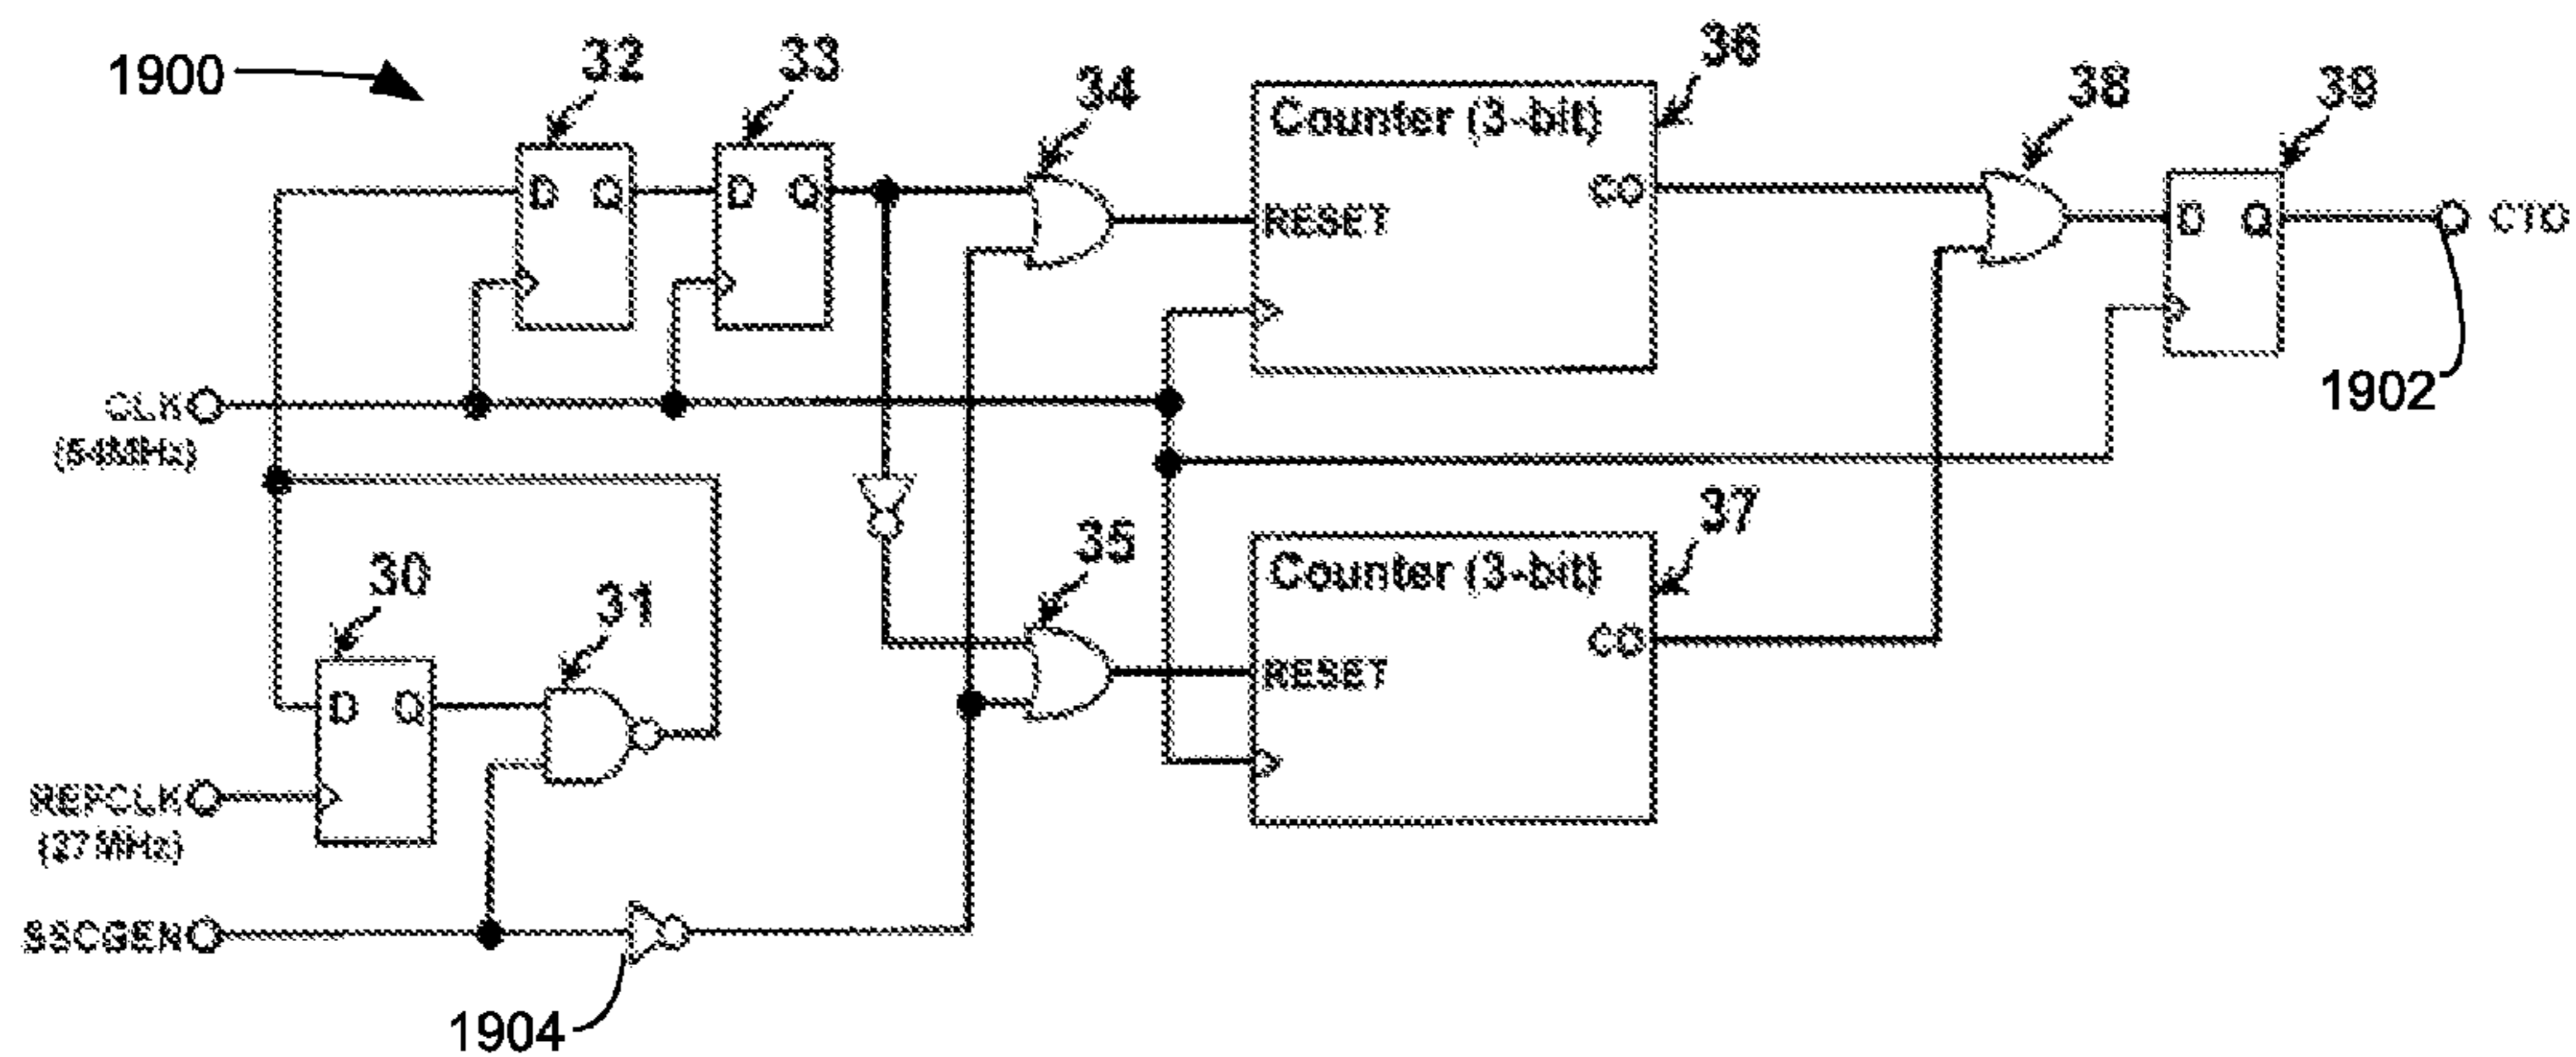 1900
32
33
34
36
38
39
Counter (3-bit)
D Q
D Q
CO
RESET
D Q
CTO
1902
CLK
(54MHz)
37
35
Counter (3-bit)
30
31
CO
RESET
D Q
REFCLK
(27MHz)
SSCGEN
1904